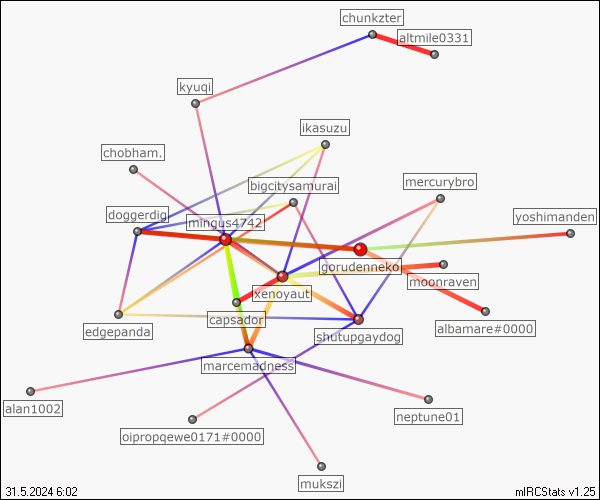 chunkzter
altmile0331
kyuqi
ikasuzu
chobham.
bigcitysamurai
mercurybro
doggerdig
mingus4742
yoshimanden
gorudenneko
moonraven
xenoyaut
capsador
albamare#0000
edgepanda
shutupgaydog
marcemadness
alan1002
neptune01
oipropqewe0171#0000
mukszi
31.5.2024 6:02
mIRCStats v1.25